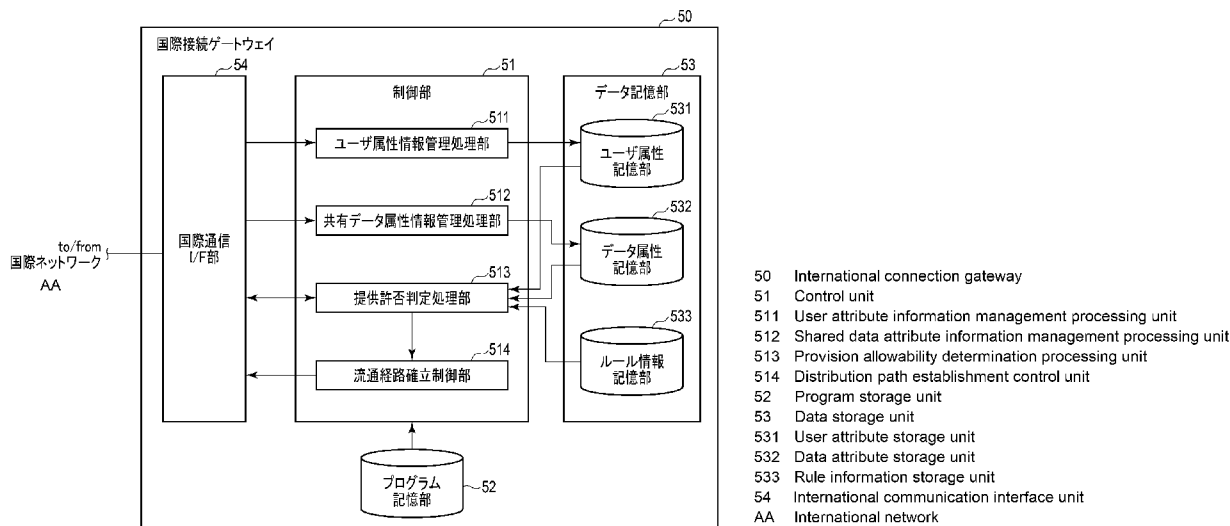 50
国際接続ゲートウェイ
54
国際通信
I/F部
51
制御部
511
ユーザ属性情報管理処理部
512
共有データ属性情報管理処理部
513
提供許否判定処理部
514
流通経路確立制御部
53
データ記憶部
531
ユーザ属性
記憶部
532
データ属性
記憶部
533
ルール情報
記憶部
プログラム
記憶部
52
to/from
国際ネットワーク
AA
50 International connection gateway
51 Control unit
511 User attribute information management processing unit
512 Shared data attribute information management processing unit
513 Provision allowability determination processing unit
514 Distribution path establishment control unit
52 Program storage unit
53 Data storage unit
531 User attribute storage unit
532 Data attribute storage unit
533 Rule information storage unit
54 International communication interface unit
AA International network